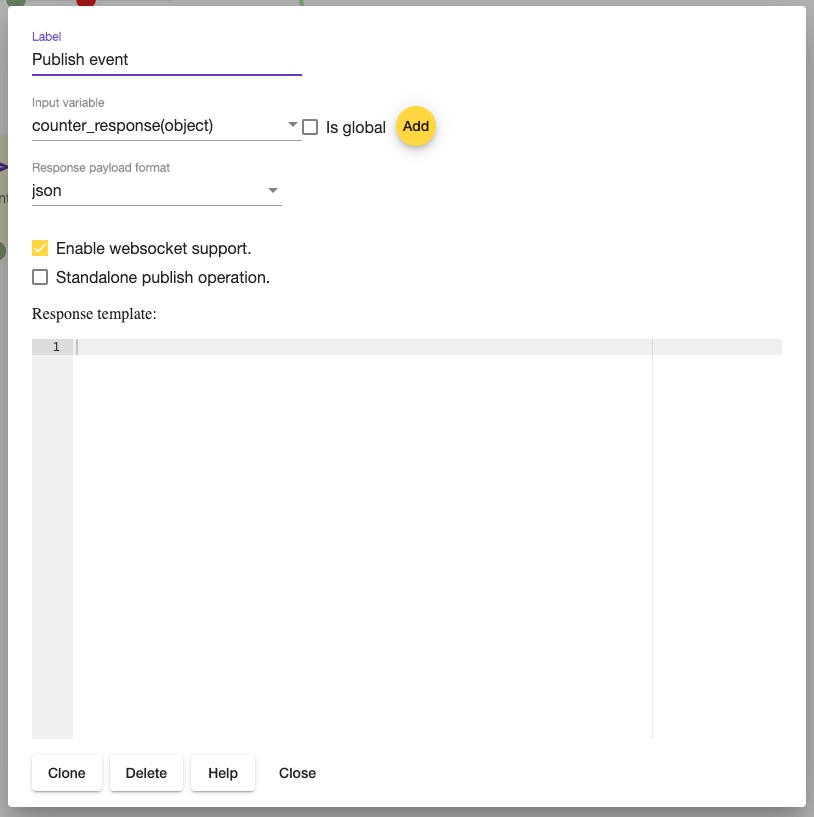 Label
Publish event
Input variable
counter_response(object)
Is global
Add
Response payload format
json
Enable websocket support.
Standalone publish operation.
Response template:
1
Clone
Delete
Help
Close